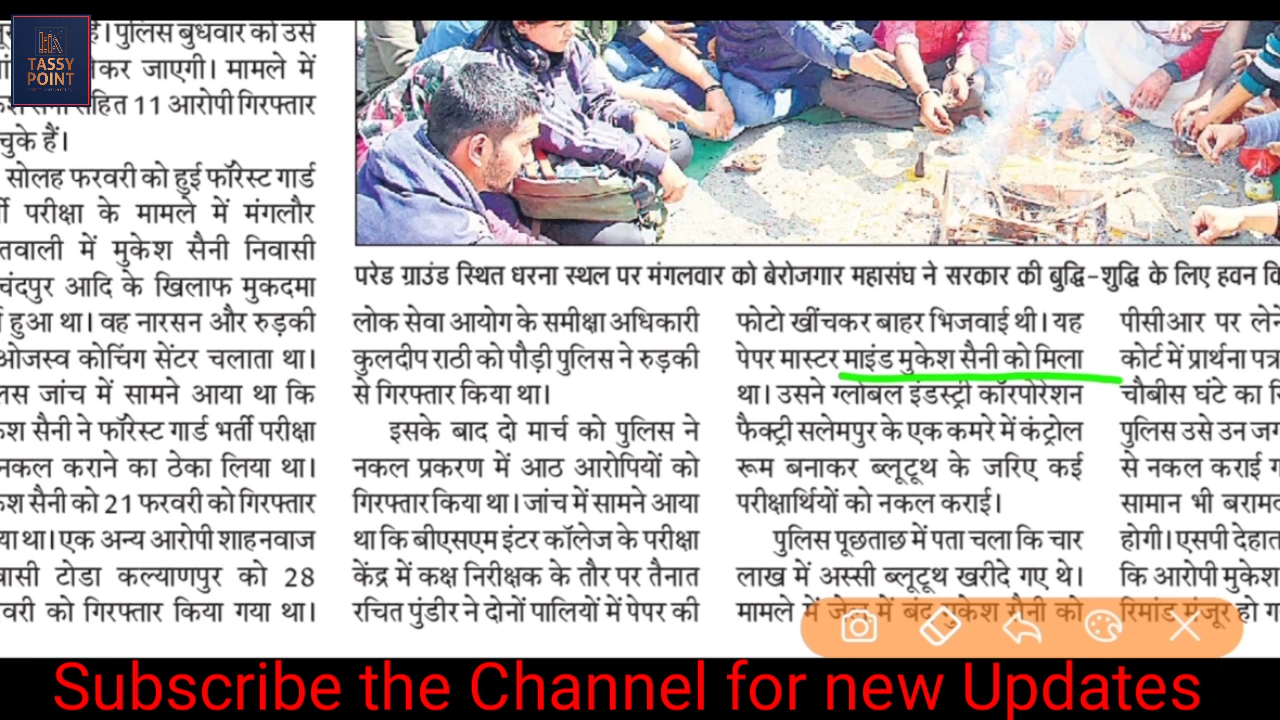 TASSY
POINT
है। पुलिस बुधवार को उसे
कर जाएगी। मामले में
सहित 11 आरोपी गिरफ्तार
चुके हैं।
सोलह फरवरी को हुई फॉरेस्ट गार्ड
परीक्षा के मामले में मंगलौर
में मुकेश सैनी निवासी
आदि के खिलाफ मुकदमा
हुआ था। वह नारसन और रुड़की
ओजस्व कोचिंग सेंटर चलाता था।
जांच में सामने आया था कि
सैनी ने फॉरेस्ट गार्ड भर्ती परीक्षा
नकल कराने का ठेका लिया था।
सैनी को 21 फरवरी को गिरफ्तार
था। एक अन्य आरोपी शाहनवाज
टोडा कल्याणपुर को 28
को गिरफ्तार किया गया था।
परेड ग्राउंड स्थित धरना स्थल पर मंगलवार को बेरोजगार महासंघ ने सरकार की बुद्धि-शुद्धि के लिए हवन
लोक सेवा आयोग के समीक्षा अधिकारी
कुलदीप राठी को पौड़ी पुलिस ने रुड़की
से गिरफ्तार किया था।
इसके बाद दो मार्च को पुलिस ने
नकल प्रकरण में आठ आरोपियों को
गिरफ्तार किया था। जांच में सामने आया
था कि बीएसएम इंटर कॉलेज के परीक्षा
केंद्र में कक्ष निरीक्षक के तौर पर तैनात
रचित पुंडीर ने दोनों पालियों में पेपर की
फोटो खींचकर बाहर भिजवाई थी। यह
पेपर मास्टर माइंड मुकेश सैनी को मिला
था। उसने ग्लोबल इंडस्ट्री कॉरपोरेशन
फैक्ट्री सलेमपुर के एक कमरे में कंट्रोल
रूम बनाकर ब्लूटूथ के जरिए कई
परीक्षार्थियों को नकल कराई।
पुलिस पूछताछ में पता चला कि चार
लाख में अस्सी ब्लूटूथ खरीदे गए थे।
मामले में जेल में बंद मुकेश सैनी को
पीसीआर पर लेने
कोर्ट में प्रार्थना पत्र
चौबीस घंटे का
पुलिस उसे उन
से नकल कराई
सामान भी
होगी। एसपी देहात
कि आरोपी मुकेश
रिमांड मंजूर हो
Subscribe the Channel for new Updates